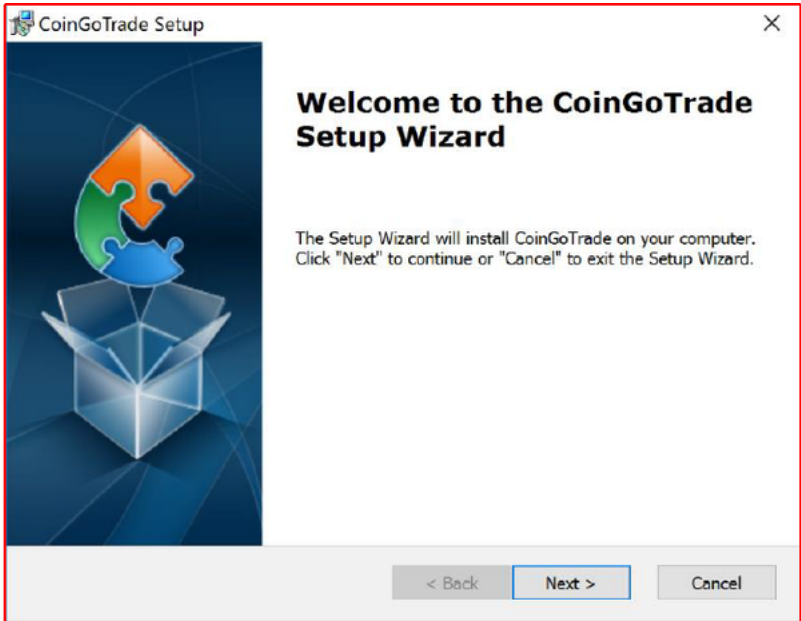 CoinGoTrade Setup
Welcome to the CoinGoTrade
Setup Wizard
The Setup Wizard will install CoinGoTrade on your computer.
Click "Next" to continue or "Cancel" to exit the Setup Wizard.
< Back
Next >
Cancel